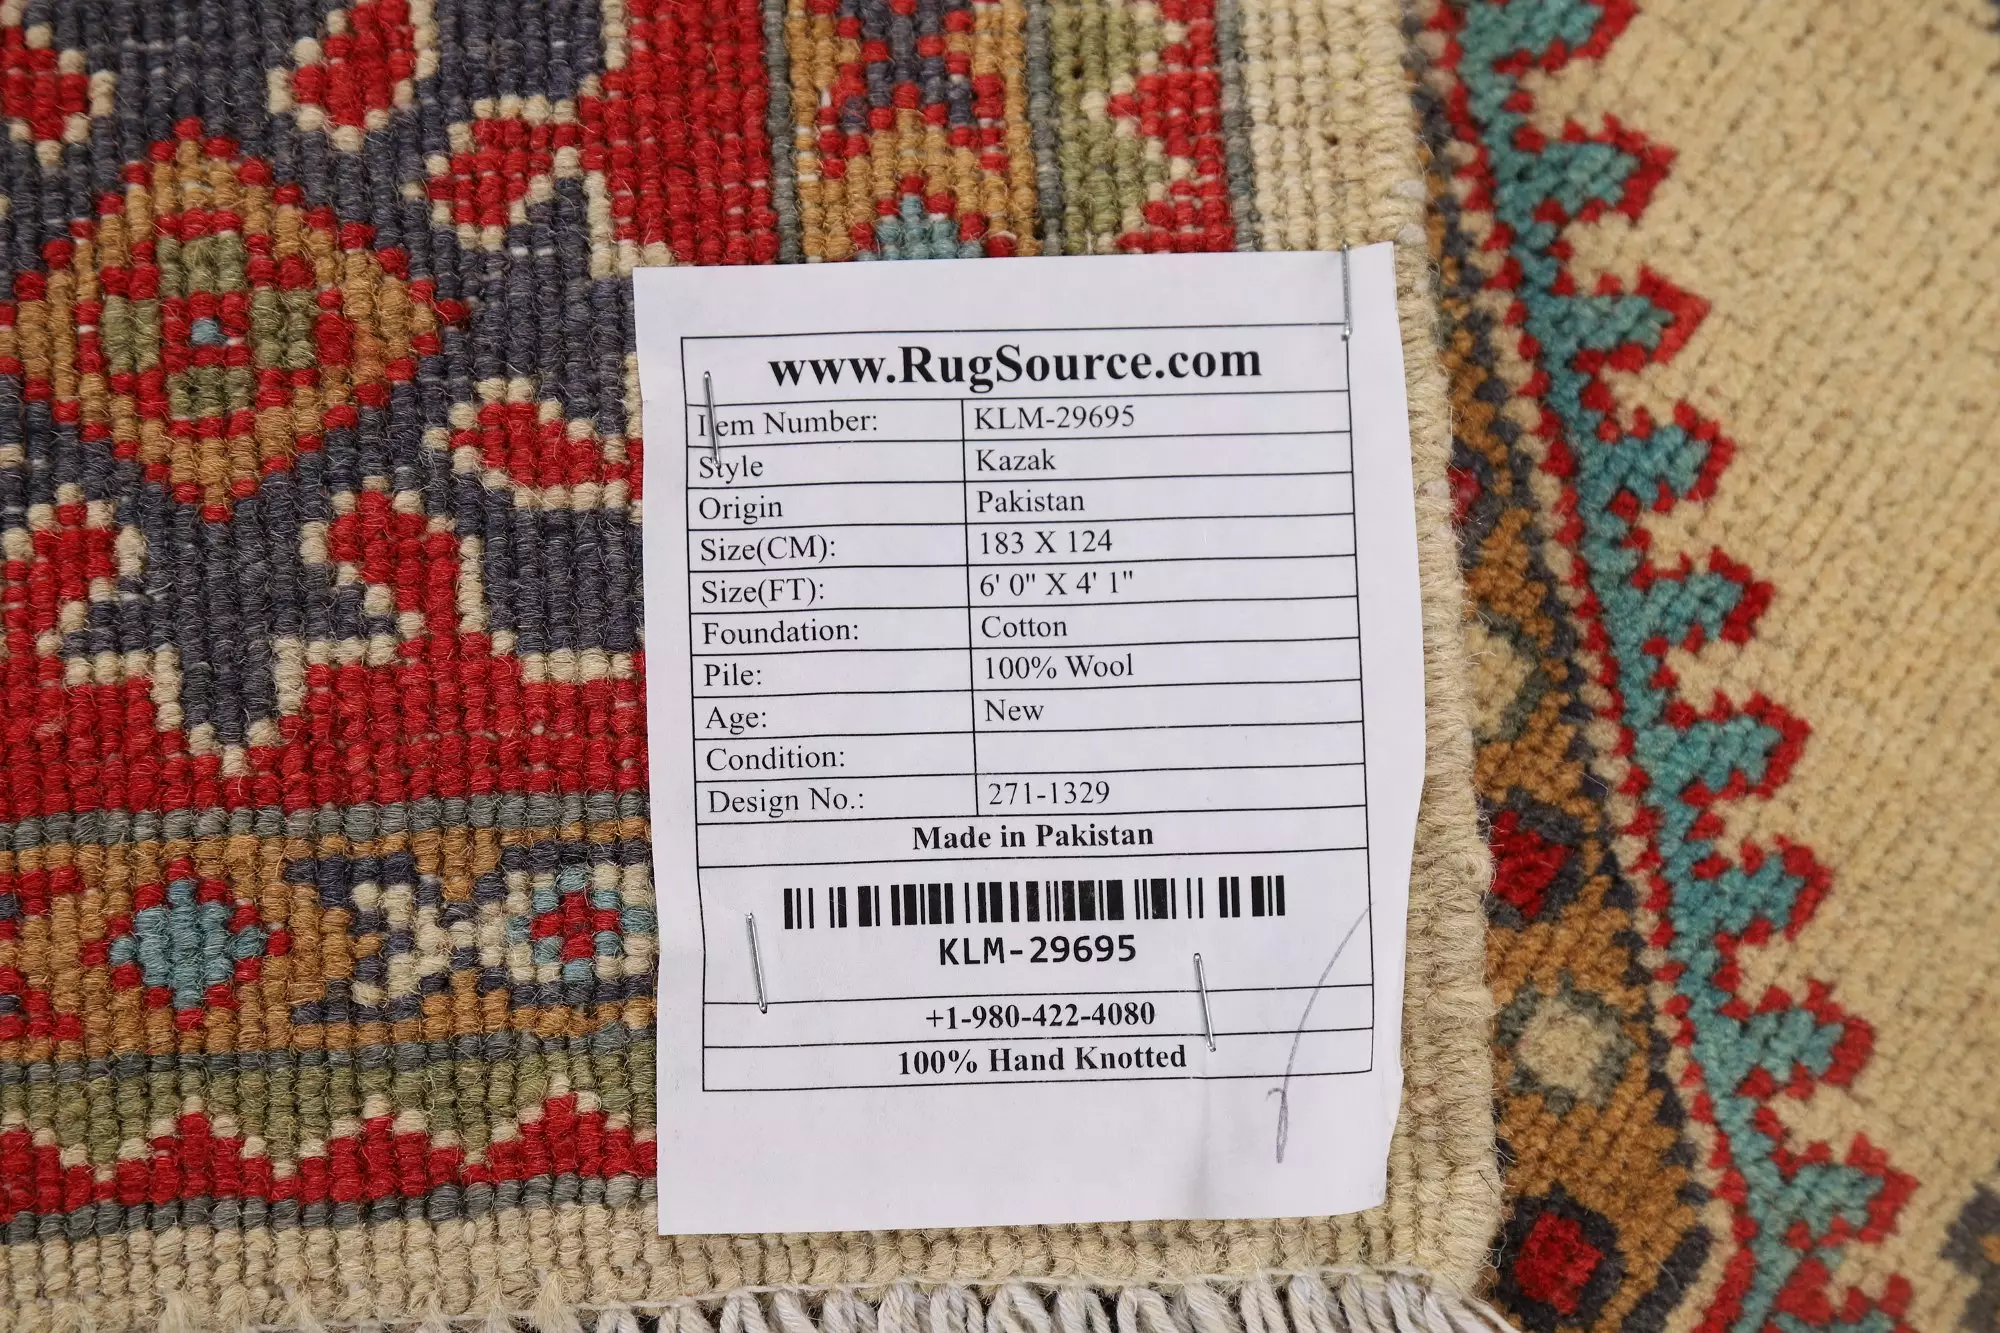 www.RugSource.com
Item Number: KLM-29695
Style Kazak
Origin Pakistan
Size(CM): 183 X 124
Size(FT): 6' 0" X 4' 1"
Foundation: Cotton
Pile: 100% Wool
Age: New
Condition:
Design No.: 271-1329
Made in Pakistan
KLM-29695
+1-980-422-4080
100% Hand Knotted